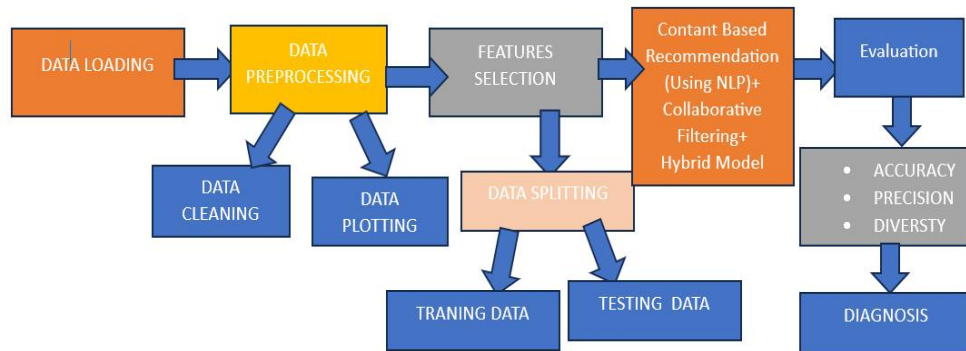 DATA LOADING
DATA
PREPROCESSING
FEATURES
SELECTION
Contant Based
Recommendation
(Using NLP)+
Collaborative
Filtering+
Hybrid Model
Evaluation
DATA
CLEANING
DATA
PLOTTING
DATA SPLITTING
• ACCURACY
• PRECISION
• DIVERSTY
TRANING DATA
TESTING DATA
DIAGNOSIS